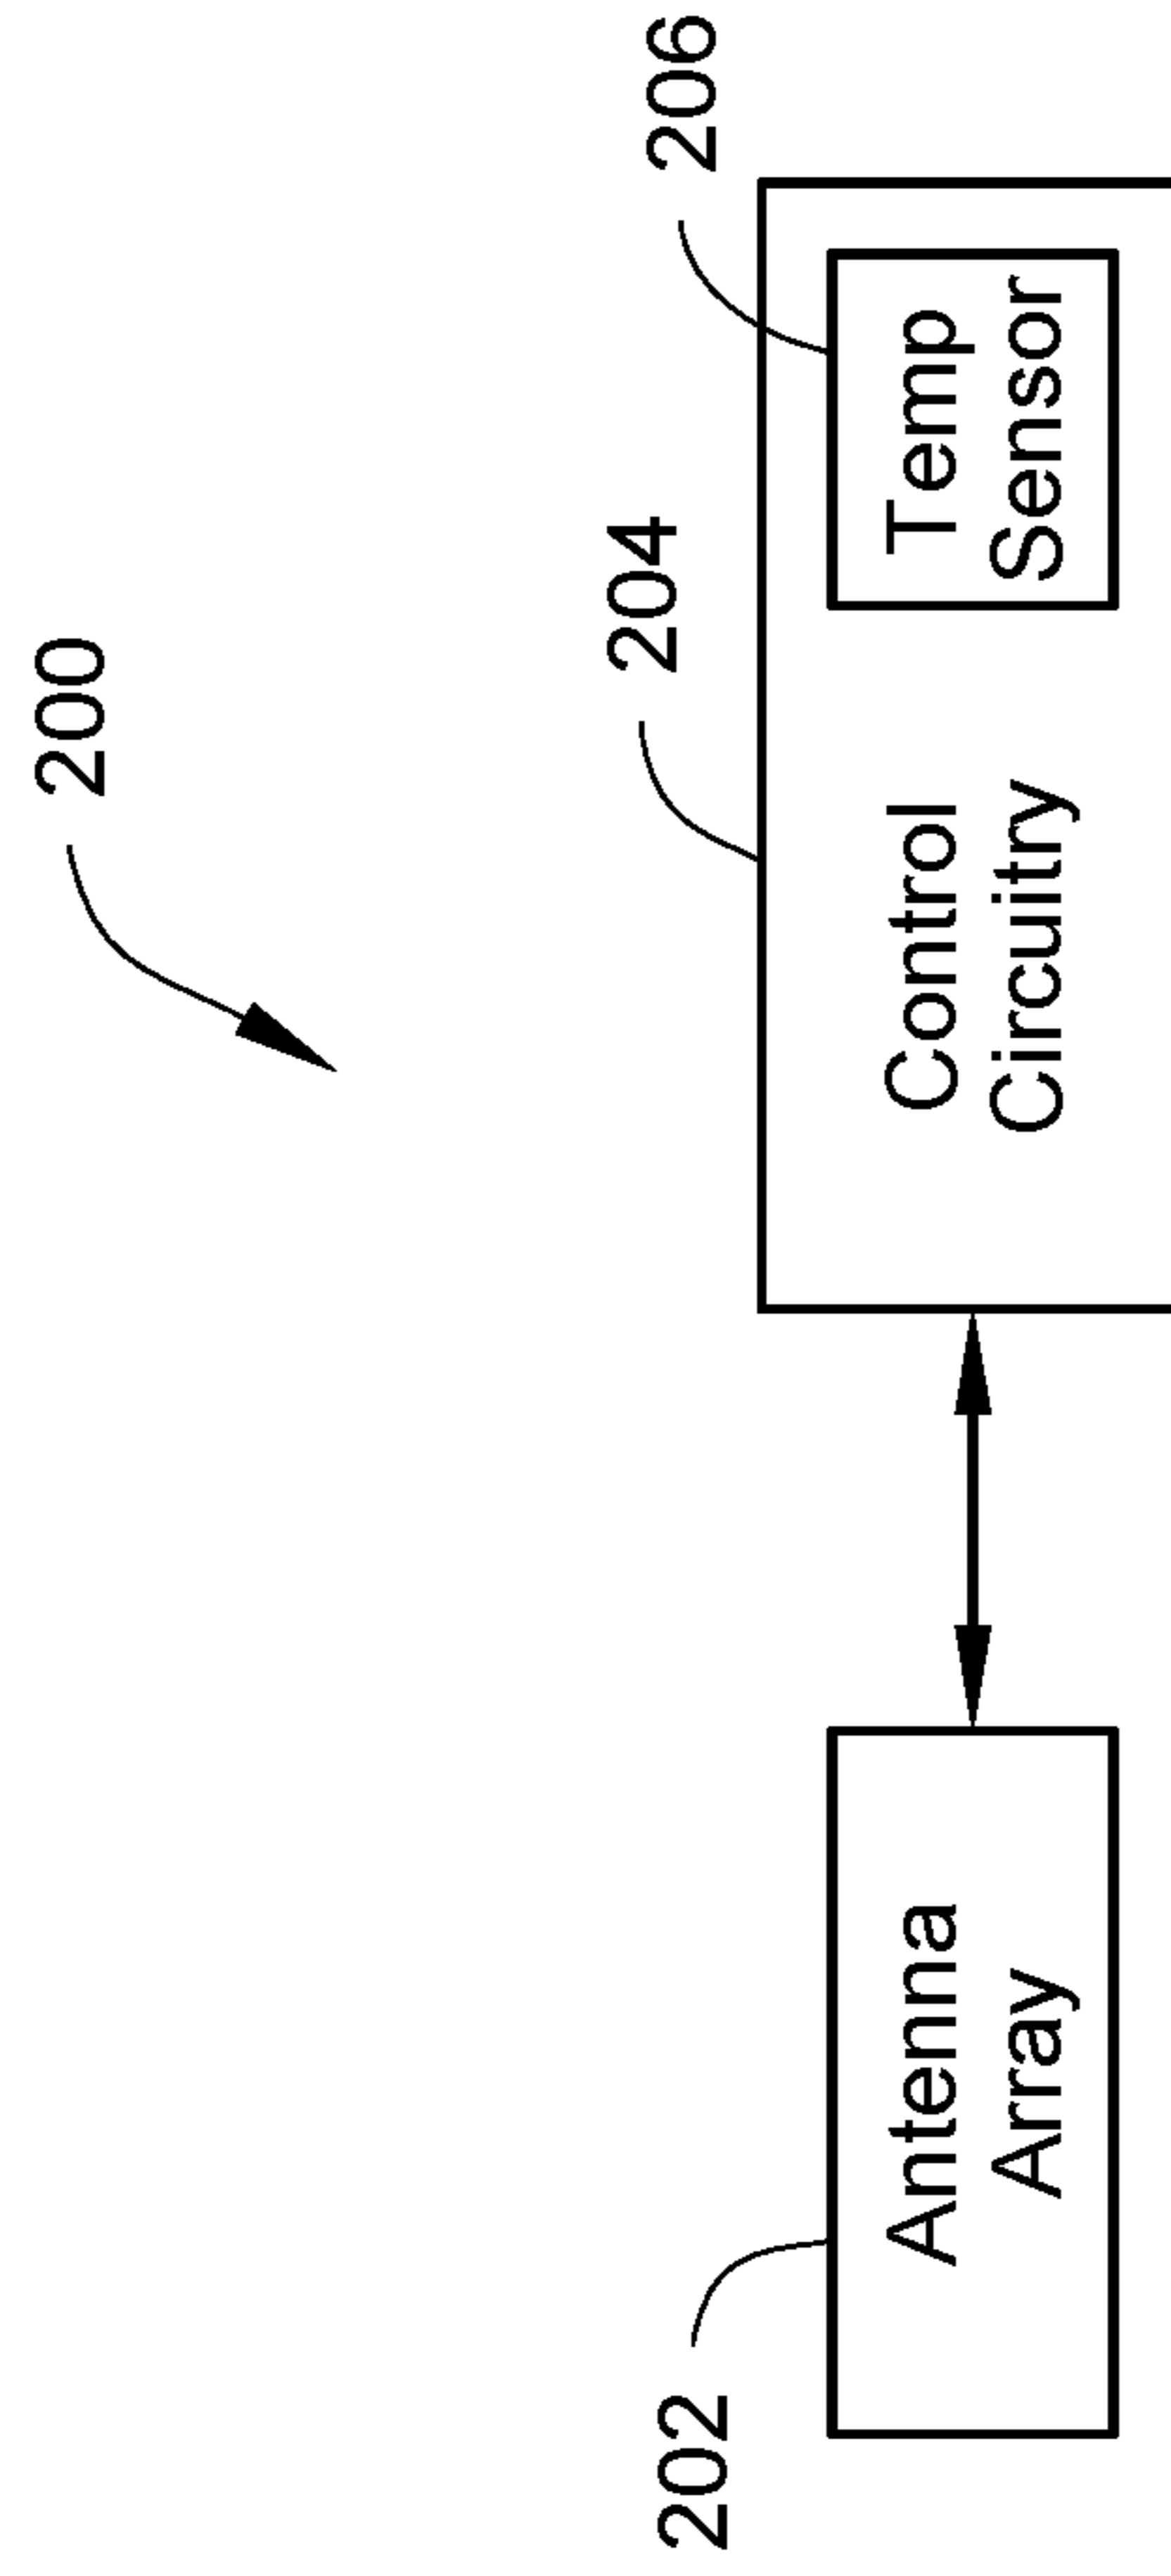 200
202
Antenna
Array
204
Control
Circuitry
206
Temp
Sensor